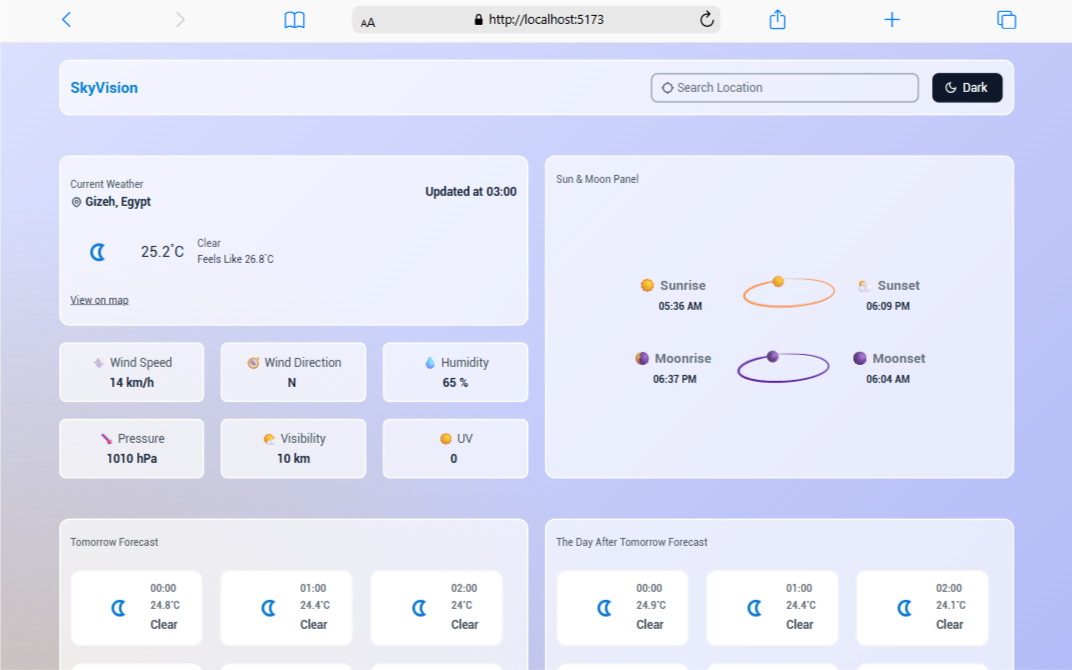 AA http://localhost:5173
SkyVision
Search Location
Dark
Current Weather
Gizeh, Egypt
Updated at 03:00
25.2°C
Clear
Feels Like 26.8°C
View on map
Wind Speed
14 km/h
Wind Direction
N
Humidity
65 %
Pressure
1010 hPa
Visibility
10 km
UV
0
Sun & Moon Panel
Sunrise
05:36 AM
Sunset
06:09 PM
Moonrise
06:37 PM
Moonset
06:04 AM
Tomorrow Forecast
00:00
24.8°C
Clear
01:00
24.4°C
Clear
02:00
24°C
Clear
The Day After Tomorrow Forecast
00:00
24.9°C
Clear
01:00
24.4°C
Clear
02:00
24.1°C
Clear